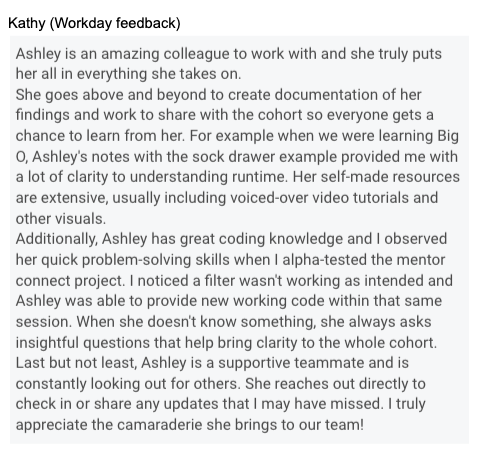 Kathy (Workday feedback)
Ashley is an amazing colleague to work with and she truly puts
her all in everything she takes on.
She goes above and beyond to create documentation of her
findings and work to share with the cohort so everyone gets a
chance to learn from her. For example when we were learning Big
O, Ashley's notes with the sock drawer example provided me with
a lot of clarity to understanding runtime. Her self-made resources
are extensive, usually including voiced-over video tutorials and
other visuals.
Additionally, Ashley has great coding knowledge and I observed
her quick problem-solving skills when I alpha-tested the mentor
connect project. I noticed a filter wasn't working as intended and
Ashley was able to provide new working code within that same
session. When she doesn't know something, she always asks
insightful questions that help bring clarity to the whole cohort.
Last but not least, Ashley is a supportive teammate and is
constantly looking out for others. She reaches out directly to
check in or share any updates that I may have missed. I truly
appreciate the camaraderie she brings to our team!